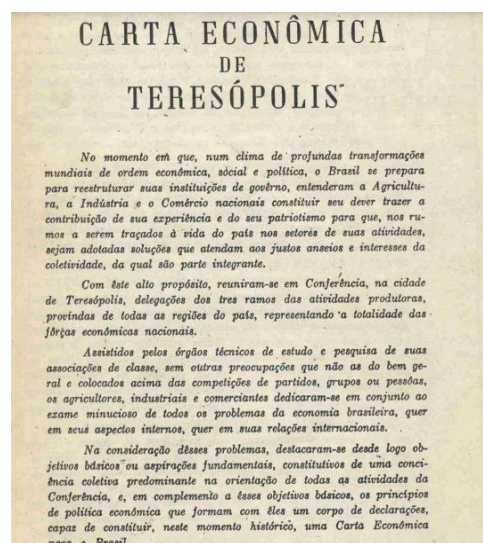 CARTA ECONÔMICA
DE
TERESÓPOLIS
No momento em que, num clima de profundas transformações
mundiais de ordem econômica, social e política, o Brasil se prepara
para reestruturar suas instituições de govêrno, entenderam a Agricultu-
ra, a Indústria e o Comércio nacionais constituir seu dever trazer a
contribuição de sua experiência e do seu patriotismo para que, nos ru-
mos a serem traçados à vida do país nos setores de suas atividades,
sejam adotadas soluções que atendam aos justos anseios e interesses da
coletividade, da qual são parte integrante.
Com êste alto propósito, reuniram-se em Conferência, na cidade
de Teresópolis, delegações dos tres ramos das atividades produtoras,
provindas de todas as regiões do país, representando a totalidade das
fôrças econômicas nacionais.
Assistidos pelos órgãos técnicos de estudo e pesquisa de suas
associações de classe, sem outras preocupações que não as do bem ge-
ral e colocados acima das competições de partidos, grupos ou pessôas,
os agricultores, industriais e comerciantes dedicaram-se em conjunto ao
exame minucioso de todos os problemas da economia brasileira, quer
em seus aspectos internos, quer em suas relações internacionais.
Na consideração dêsses problemas, destacaram-se desde logo ob-
jetivos básicos ou aspirações fundamentais, constitutivos de uma conci-
ência coletiva predominante na orientação de todas as atividades da
Conferência, e, em complemento a êsses objetivos básicos, os princípios
de política econômica que formam com êles um corpo de declarações,
capaz de constituir, neste momento histórico, uma Carta Econômica
para o Brasil.